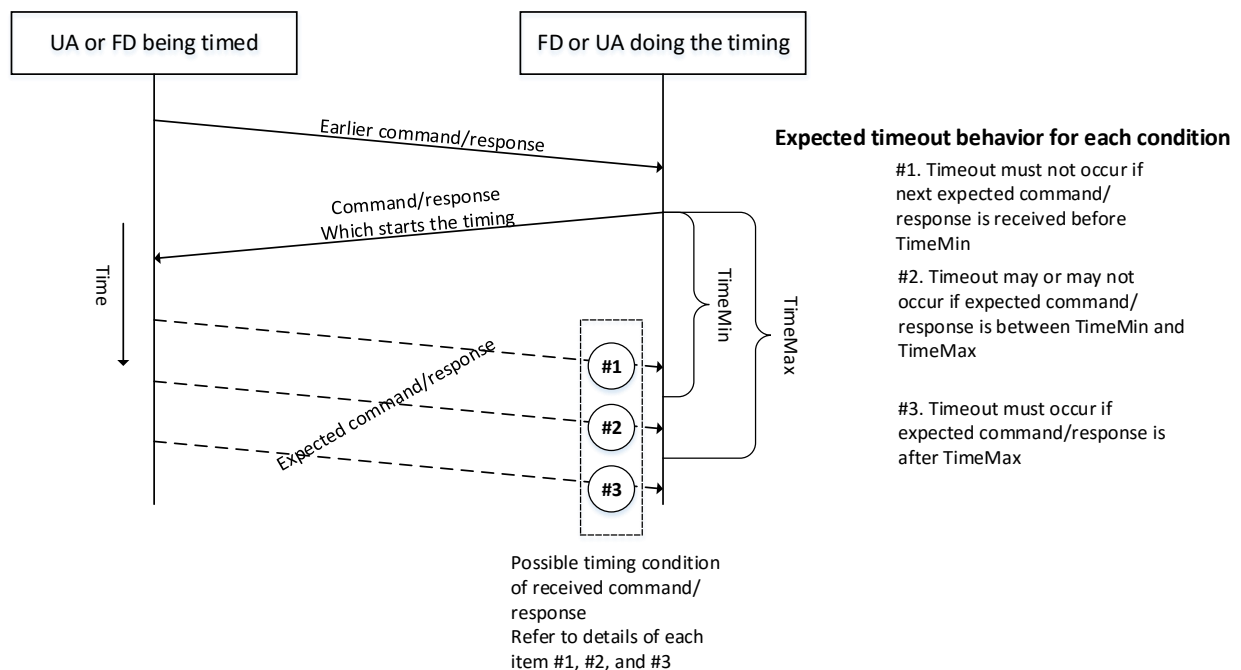 UA or FD being timed
FD or UA doing the timing
Earlier command/response
Command/response
Which starts the timing
Time
TimeMin
TimeMax
Expected command/response
#1
#2
#3
Possible timing condition
of received command/
response
Refer to details of each
item #1, #2, and #3
Expected timeout behavior for each condition
#1. Timeout must not occur if
next expected command/
response is received before
TimeMin
#2. Timeout may or may not
occur if expected command/
response is between TimeMin and
TimeMax
#3. Timeout must occur if
expected command/response is
after TimeMax